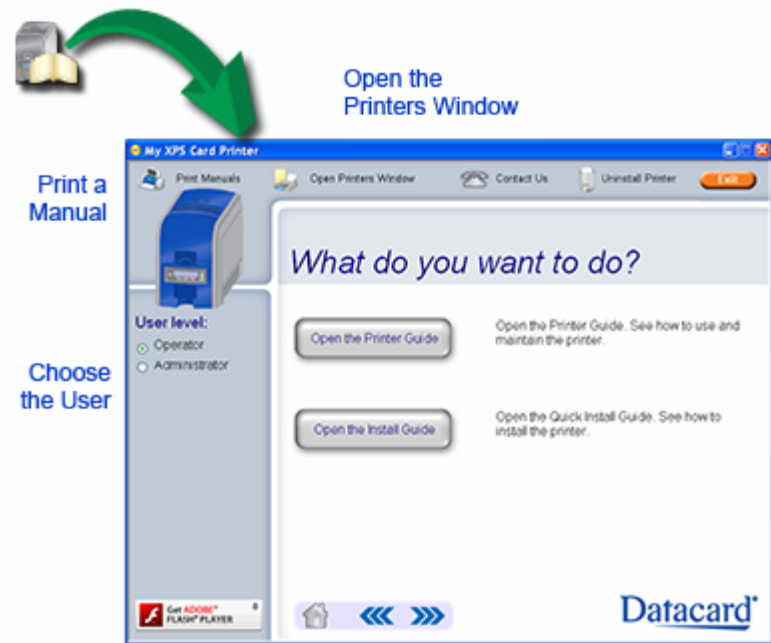 Open the
Printers Window
My XPS Card Printer
Print a
Manual
Print Manuals
Open Printers Window
Contact Us
Uninstall Printer
Exit
What do you want to do?
User level:
Operator
Administrator
Choose
the User
Open the Printer Guide
Open the Printer Guide. See how to use and
maintain the printer.
Open the Install Guide
Open the Quick Install Guide. See how to
install the printer.
Get ADOBE®
FLASH® PLAYER
Datacard